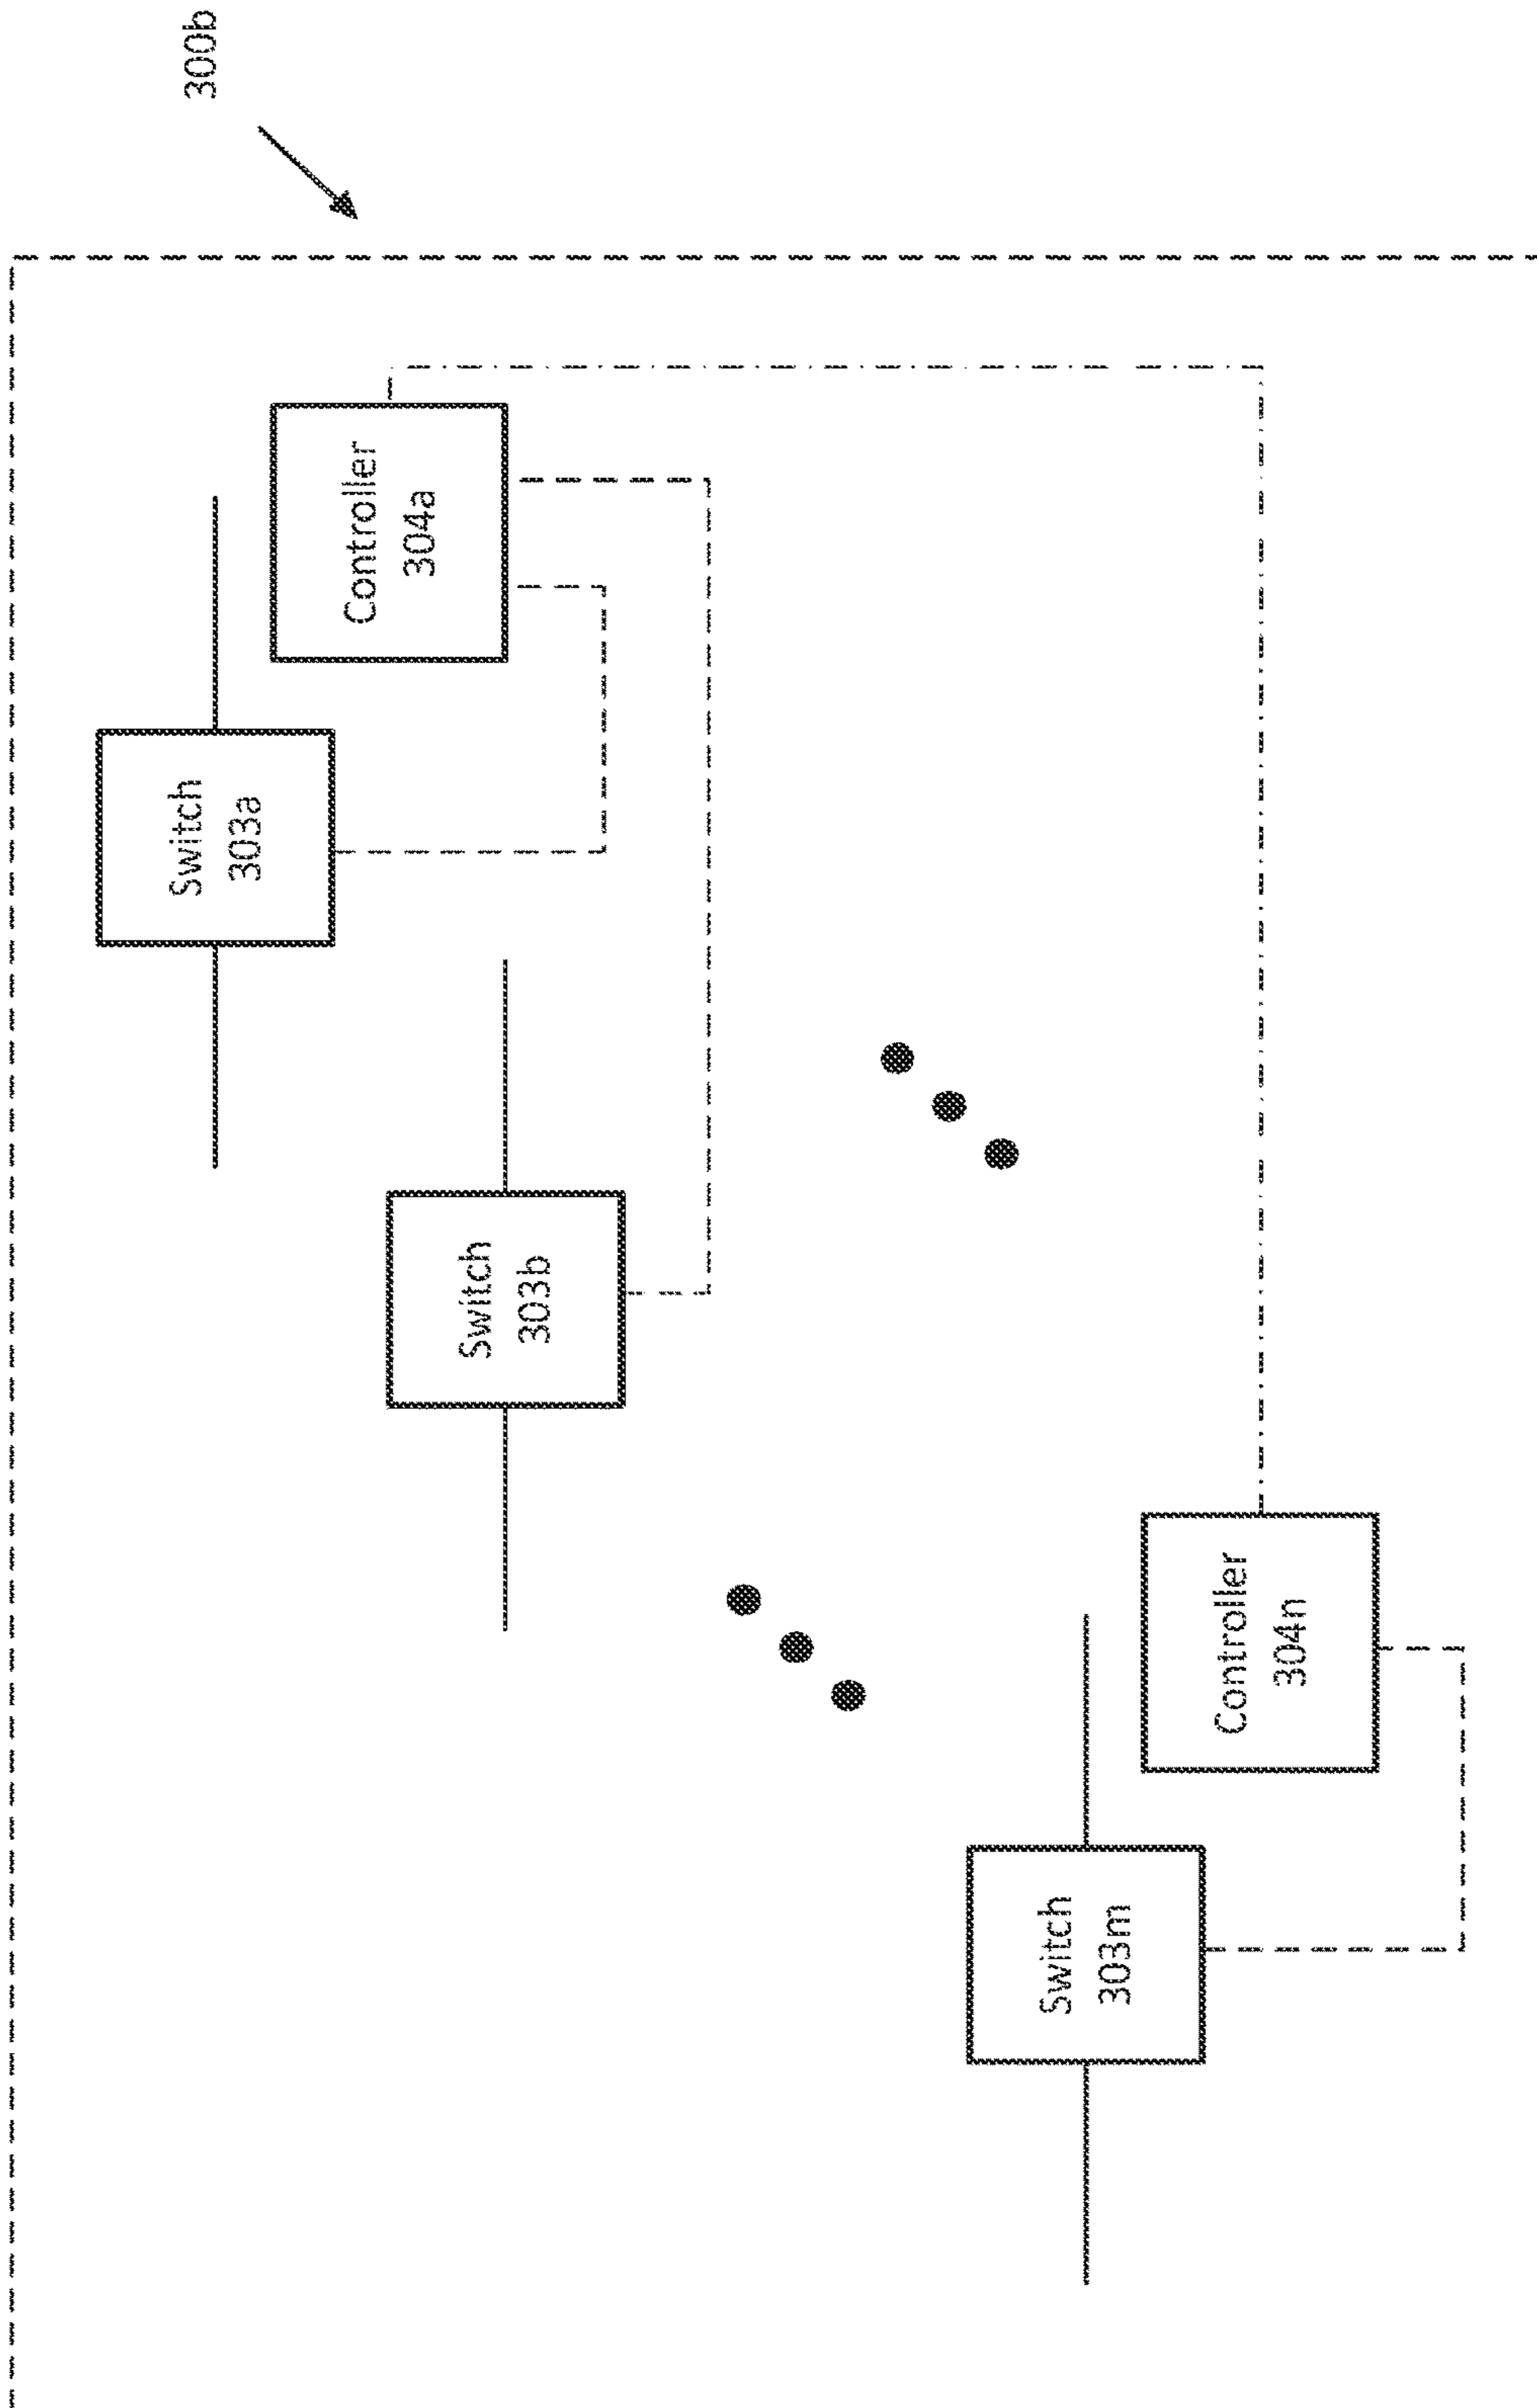 300b
Switch
303a
Controller
304a
Switch
303b
Switch
303m
Controller
304n